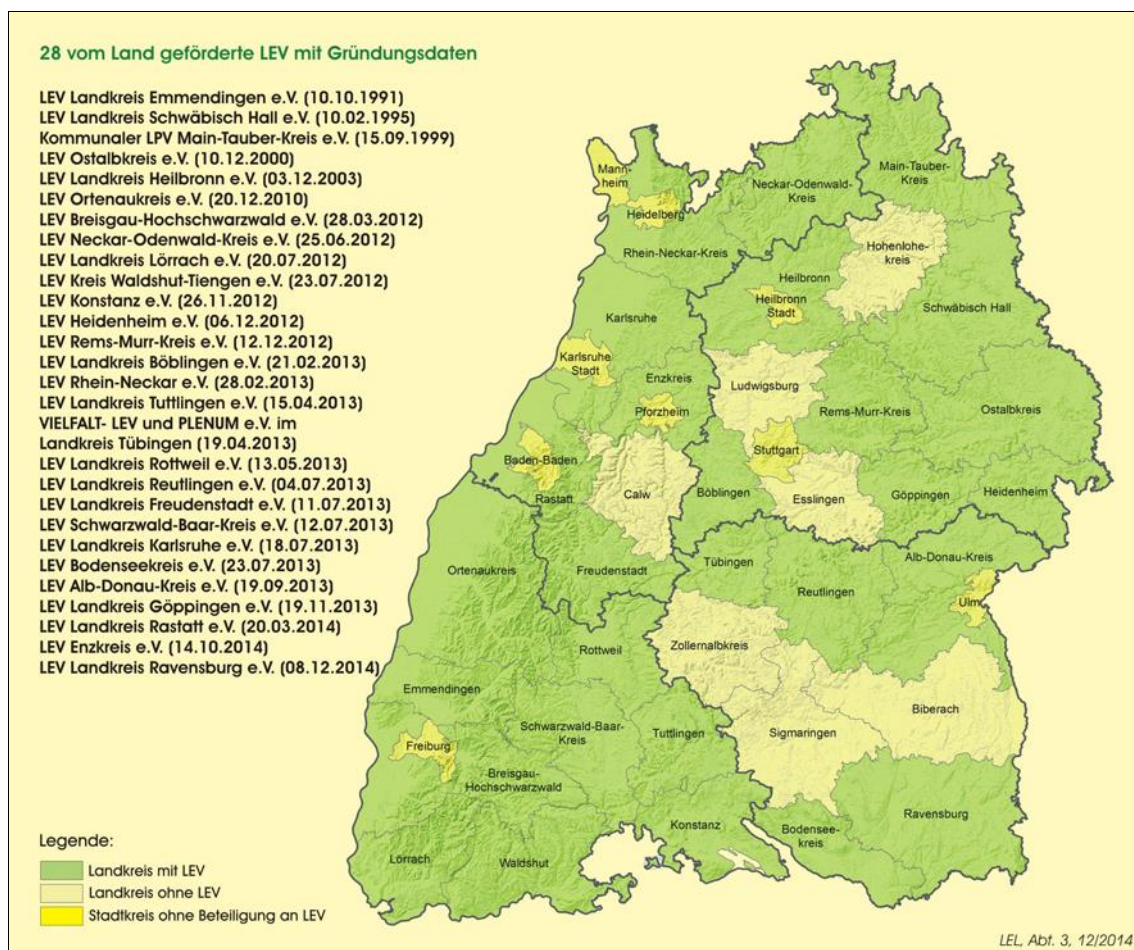 28 vom Land geförderte LEV mit Gründungsdaten
LEV Landkreis Emmendingen e.V. (10.10.1991)
LEV Landkreis Schwäbisch Hall (10.02.1995)
Kommunaler LPV Main-Tauber-Kreis e.V. (15.09.1999)
LEV Ostalbkreis e.V. (10.12.2000)
LEV Landkreis Heilbronn e.V. (03.12.2003)
LEV Ortenaukreis e.V. (20.12.2010)
LEV Breisgau-Hochschwarzwald e.V. (28.03.2012)
LEV Neckar-Odenwald-Kreis e.V. (25.06.2012)
LEV Landkreis Lörrach e.V. (20.07.2012)
LEV Kreis Waldshut-Tiengen e.V. (23.07.2012)
LEV Konstanz e.V. (26.11.2012)
LEV Heidenheim e.V. (06.12.2012)
LEV Rems-Murr-Kreis e.V. (12.12.2012)
LEV Landkreis Böblingen e.V. (21.02.2013)
LEV Rhein-Neckar e.V. (28.02.2013)
LEV Landkreis Tuttlingen e.V. (15.04.2013)
VIELFALT- LEV und PLENUM e.V. im
Landkreis Tübingen (19.04.2013)
LEV Landkreis Rottweil e.V. (13.05.2013)
LEV Landkreis Reutlingen e.V. (04.07.2013)
LEV Landkreis Freudenstadt e.V. (11.07.2013)
LEV Schwarzwald-Baar-Kreis e.V. (12.07.2013)
LEV Landkreis Karlsruhe e.V. (18.07.2013)
LEV Bodenseekreis e.V. (23.07.2013)
LEV Alb-Donau-Kreis e.V. (19.09.2013)
LEV Landkreis Göppingen e.V. (19.11.2013)
LEV Landkreis Rastatt e.V. (20.03.2014)
LEV Enzkreis e.V. (14.10.2014)
LEV Landkreis Ravensburg e.V. (08.12.2014)
Mann-
heim
Heidelberg
Rhein-Neckar-Kreis
Neckar-Odenwald-
Kreis
Main-Tauber-
Kreis
Hohenlohe-
kreis
Heilbronn
Heilbronn
Stadt
Schwäbisch Hall
Karlsruhe
Karlsruhe
Stadt
Enzkreis
Pforzheim
Ludwigsburg
Rems-Murr-Kreis
Ostalbkreis
Stuttgart
Baden-Baden
Rastatt
Calw
Böblingen
Esslingen
Göppingen
Heidenheim
Ortenaukreis
Freudenstadt
Tübingen
Reutlingen
Alb-Donau-Kreis
Ulm
Zollernalbkreis
Rottweil
Emmendingen
Freiburg
Schwarzwald-Baar-
Kreis
Tuttlingen
Sigmaringen
Biberach
Breisgau-
Hochschwarzwald
Lörrach
Waldshut
Konstanz
Bodensee-
kreis
Ravensburg
Legende:
Landkreis mit LEV
Landkreis ohne LEV
Stadtkreis ohne Beteiligung an LEV
LEL, Abt. 3, 12/2014